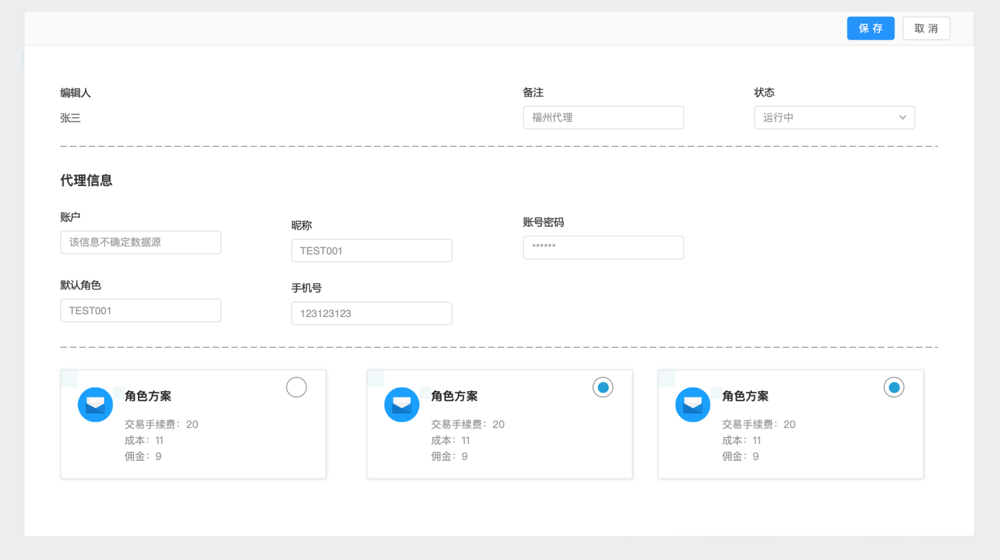 保 存
取 消
编辑人
备注
状态
张三
福州代理
运行中
代理信息
账户
昵称
账号密码
该信息不确定数据源
TEST001
******
默认角色
手机号
TEST001
123123123
角色方案
交易手续费：20
成本：11
佣金：9
角色方案
交易手续费：20
成本：11
佣金：9
角色方案
交易手续费：20
成本：11
佣金：9